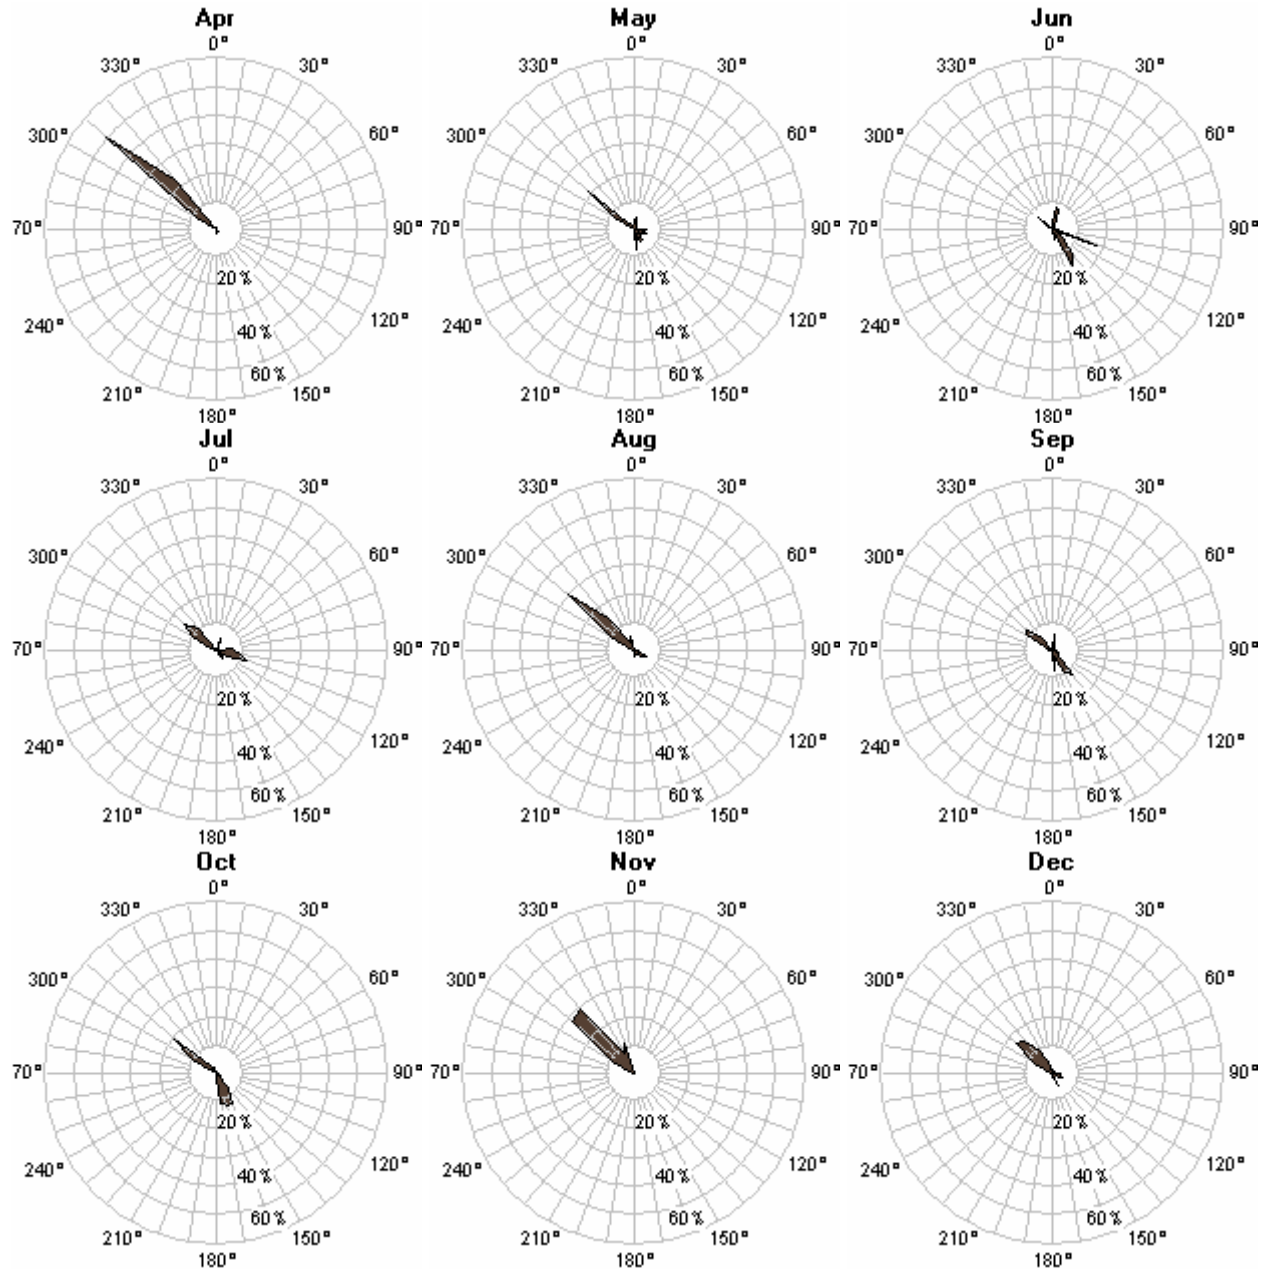 Apr May Jun
0° 0° 0°
330° 30° 330° 30° 330° 30°
300° 60° 300° 60° 300° 60°
70° 90° 70° 90° 70° 90°
20% 20% 20%
240° 40% 120° 240° 40% 120° 240° 40% 120°
60% 60% 60%
210° 150° 210° 150° 210° 150°
180° 180° 180°
Jul Aug Sep
0° 0° 0°
330° 30° 330° 30° 330° 30°
300° 60° 300° 60° 300° 60°
70° 90° 70° 90° 70° 90°
20% 20% 20%
240° 40% 120° 240° 40% 120° 240° 40% 120°
60% 60% 60%
210° 150° 210° 150° 210° 150°
180° 180° 180°
Oct Nov Dec
0° 0° 0°
330° 30° 330° 30° 330° 30°
300° 60° 300° 60° 300° 60°
70° 90° 70° 90° 70° 90°
20% 20% 20%
240° 40% 120° 240° 40% 120° 240° 40% 120°
60% 60% 60%
210° 150° 210° 150° 210° 150°
180° 180° 180°